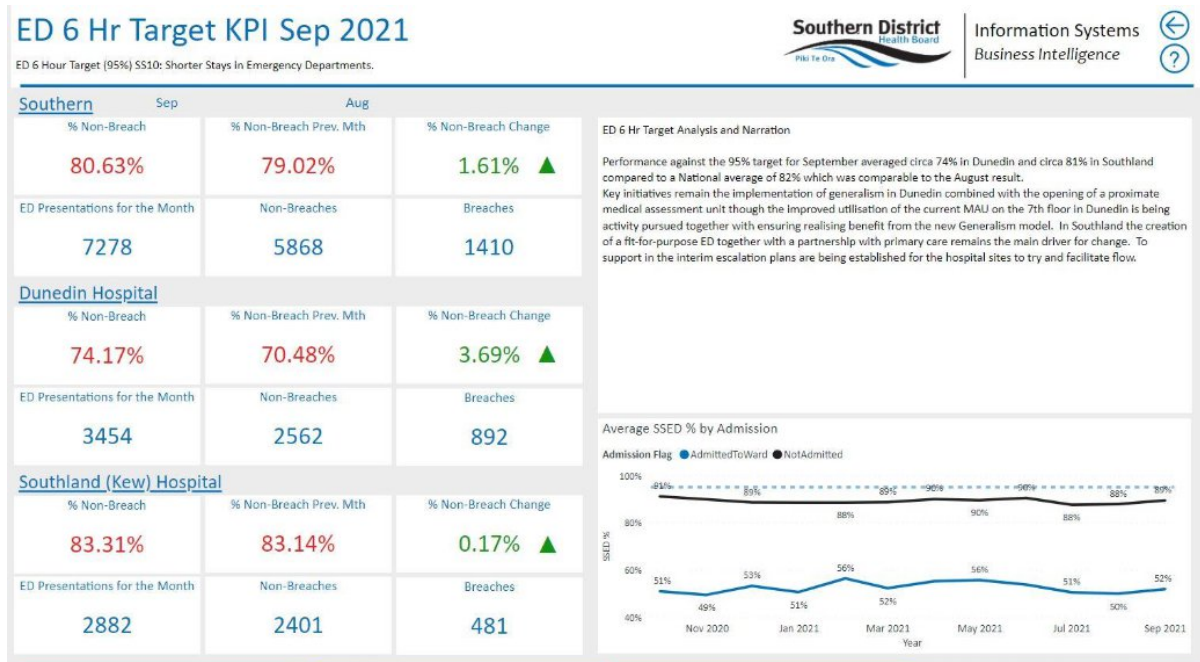 ED 6 Hr Target KPI Sep 2021
ED 6 Hour Target (95%) SS10: Shorter Stays in Emergency Departments.
Southern District
Health Board
Piki Te Ora
Information Systems
Business Intelligence
Southern Sep Aug
% Non-Breach % Non-Breach Prev. Mth % Non-Breach Change
80.63% 79.02% 1.61% ▲
ED Presentations for the Month Non-Breaches Breaches
7278 5868 1410
Dunedin Hospital
% Non-Breach % Non-Breach Prev. Mth % Non-Breach Change
74.17% 70.48% 3.69% ▲
ED Presentations for the Month Non-Breaches Breaches
3454 2562 892
Southland (Kew) Hospital
% Non-Breach % Non-Breach Prev. Mth % Non-Breach Change
83.31% 83.14% 0.17% ▲
ED Presentations for the Month Non-Breaches Breaches
2882 2401 481
ED 6 Hr Target Analysis and Narration
Performance against the 95% target for September averaged circa 74% in Dunedin and circa 81% in Southland
compared to a National average of 82% which was comparable to the August result.
Key initiatives remain the implementation of generalism in Dunedin combined with the opening of a proximate
medical assessment unit though the improved utilisation of the current MAU on the 7th floor in Dunedin is being
activity pursued together with ensuring realising benefit from the new Generalism model. In Southland the creation
of a fit-for-purpose ED together with a partnership with primary care remains the main driver for change. To
support in the interim escalation plans are being established for the hospital sites to try and facilitate flow.
Average SSED % by Admission
Admission Flag AdmittedToWard NotAdmitted
SSED %
100%
80%
60%
40%
91% 89% 88% 89% 90% 90% 90% 88% 88% 89%
51% 49% 53% 51% 56% 52% 56% 51% 50% 52%
Nov 2020 Jan 2021 Mar 2021 May 2021 Jul 2021 Sep 2021
Year